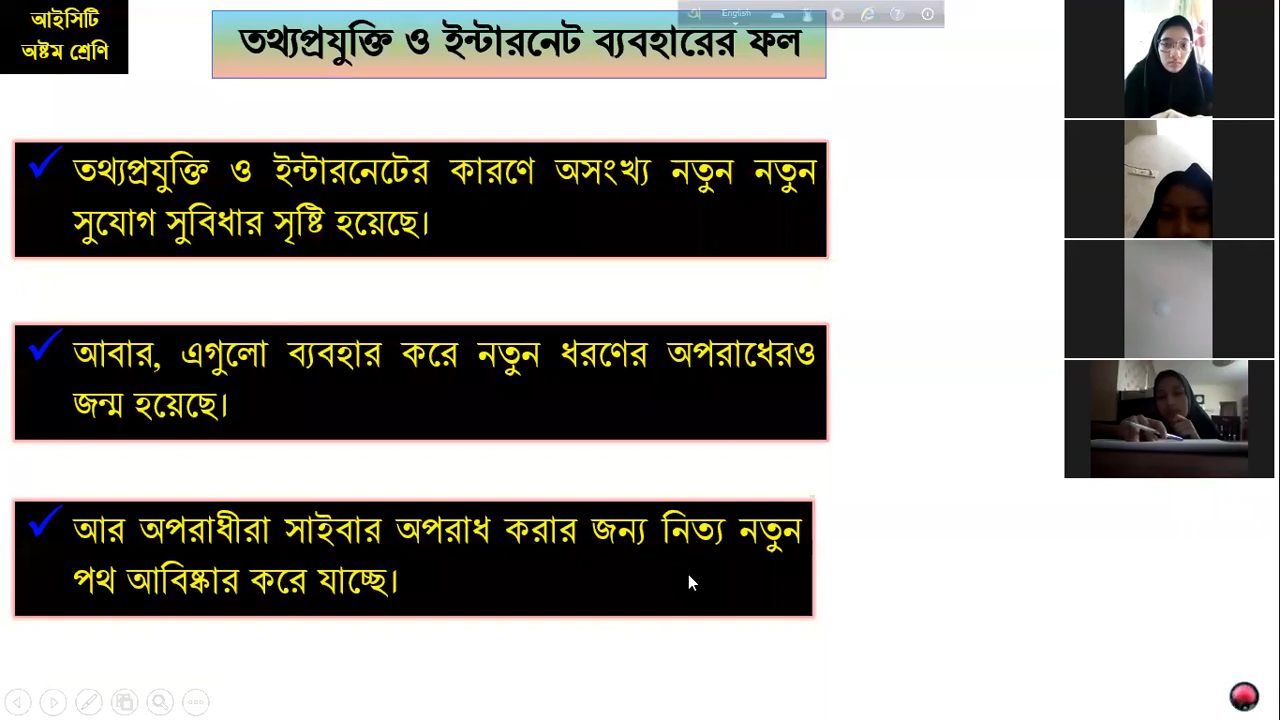 আইসিটি
অষ্টম শ্রেণি
English
তথ্যপ্রযুক্তি ও ইন্টারনেট ব্যবহারের ফল
তথ্যপ্রযুক্তি ও ইন্টারনেটের কারণে অসংখ্য নতুন নতুন
সুযোগ সুবিধার সৃষ্টি হয়েছে।
আবার, এগুলো ব্যবহার করে নতুন ধরণের অপরাধেরও
জন্ম হয়েছে।
আর অপরাধীরা সাইবার অপরাধ করার জন্য নিত্য নতুন
পথ আবিষ্কার করে যাচ্ছে।